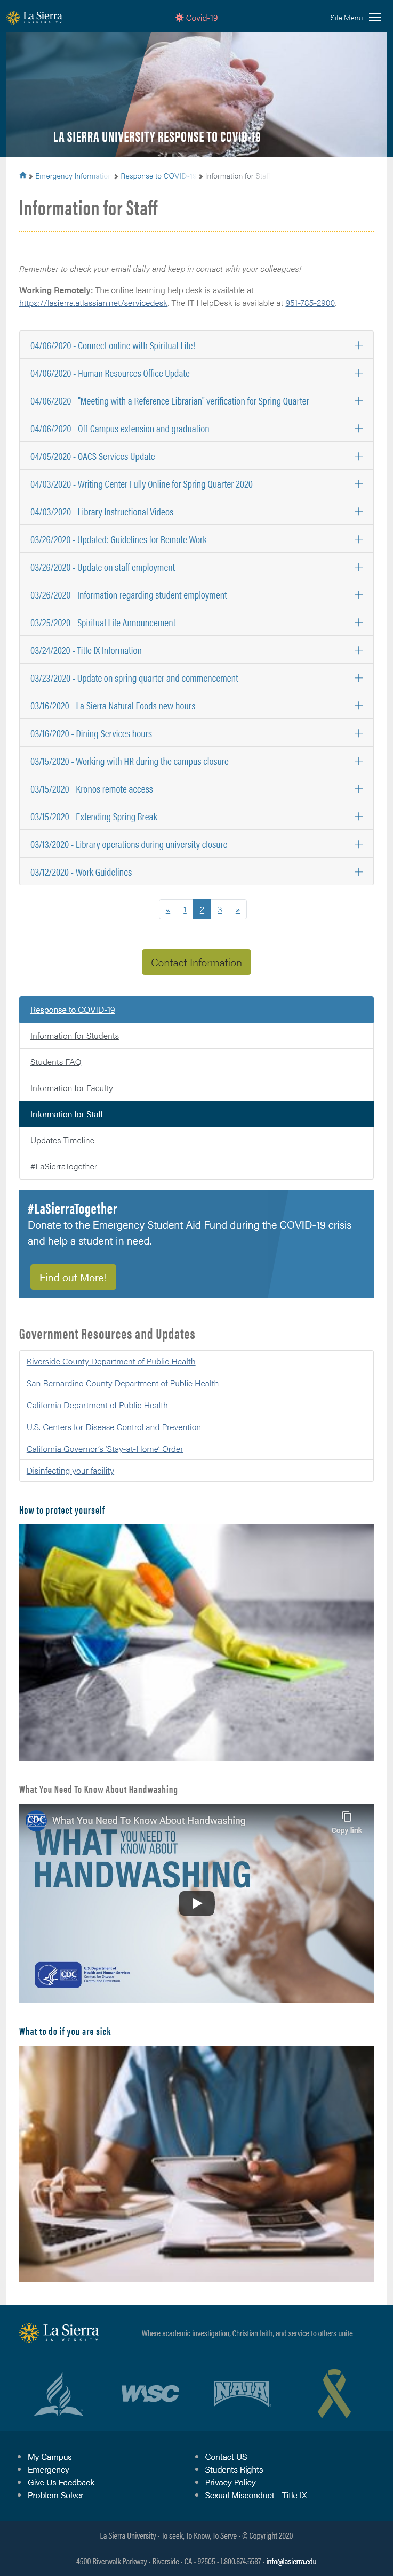 La Sierra
UNIVERSITY
Covid-19
Site Menu
LA SIERRA UNIVERSITY RESPONSE TO COVID-19
Emergency Information
Response to COVID-19
Information for Staff
Information for Staff
Remember to check your email daily and keep in contact with your colleagues!
Working Remotely: The online learning help desk is available at
https://lasierra.atlassian.net/servicedesk. The IT HelpDesk is available at 951-785-2900.
04/06/2020 - Connect online with Spiritual Life!
04/06/2020 - Human Resources Office Update
04/06/2020 - "Meeting with a Reference Librarian" verification for Spring Quarter
04/06/2020 - Off-Campus extension and graduation
04/05/2020 - OACS Services Update
04/03/2020 - Writing Center Fully Online for Spring Quarter 2020
04/03/2020 - Library Instructional Videos
03/26/2020 - Updated: Guidelines for Remote Work
03/26/2020 - Update on staff employment
03/26/2020 - Information regarding student employment
03/25/2020 - Spiritual Life Announcement
03/24/2020 - Title IX Information
03/23/2020 - Update on spring quarter and commencement
03/16/2020 - La Sierra Natural Foods new hours
03/16/2020 - Dining Services hours
03/15/2020 - Working with HR during the campus closure
03/15/2020 - Kronos remote access
03/15/2020 - Extending Spring Break
03/13/2020 - Library operations during university closure
03/12/2020 - Work Guidelines
« 1 2 3 »
Contact Information
Response to COVID-19
Information for Students
Students FAQ
Information for Faculty
Information for Staff
Updates Timeline
#LaSierraTogether
#LaSierraTogether
Donate to the Emergency Student Aid Fund during the COVID-19 crisis
and help a student in need.
Find out More!
Government Resources and Updates
Riverside County Department of Public Health
San Bernardino County Department of Public Health
California Department of Public Health
U.S. Centers for Disease Control and Prevention
California Governor's 'Stay-at-Home' Order
Disinfecting your facility
How to protect yourself
What You Need To Know About Handwashing
CDC
What You Need To Know About Handwashing
Copy link
WHAT YOU NEED TO
KNOW ABOUT
HANDWASHING
CDC
U.S. Department of
Health and Human Services
Centers for Disease
Control and Prevention
What to do if you are sick
La Sierra
UNIVERSITY
Where academic investigation, Christian faith, and service to others unite
WASC
NAIA
My Campus
Emergency
Give Us Feedback
Problem Solver
Contact US
Students Rights
Privacy Policy
Sexual Misconduct - Title IX
La Sierra University - To seek, To Know, To Serve - © Copyright 2020
4500 Riverwalk Parkway - Riverside - CA - 92505 - 1.800.874.5587 - info@lasierra.edu